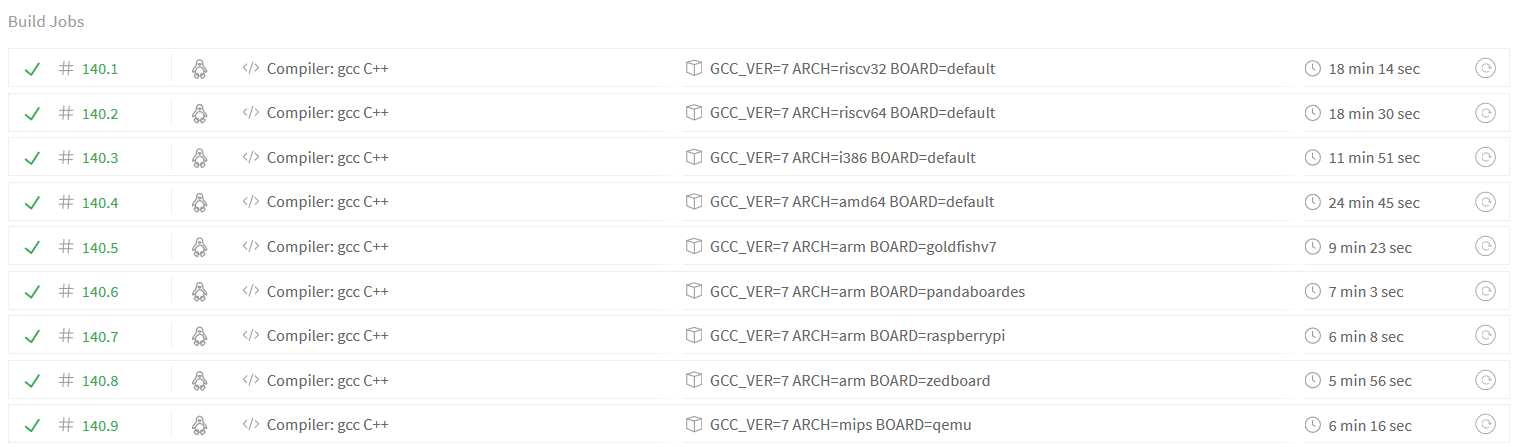 Build Jobs
# 140.1 </> Compiler: gcc C++ GCC_VER=7 ARCH=riscv32 BOARD=default 18 min 14 sec
# 140.2 </> Compiler: gcc C++ GCC_VER=7 ARCH=riscv64 BOARD=default 18 min 30 sec
# 140.3 </> Compiler: gcc C++ GCC_VER=7 ARCH=i386 BOARD=default 11 min 51 sec
# 140.4 </> Compiler: gcc C++ GCC_VER=7 ARCH=amd64 BOARD=default 24 min 45 sec
# 140.5 </> Compiler: gcc C++ GCC_VER=7 ARCH=arm BOARD=goldfishv7 9 min 23 sec
# 140.6 </> Compiler: gcc C++ GCC_VER=7 ARCH=arm BOARD=pandaboardes 7 min 3 sec
# 140.7 </> Compiler: gcc C++ GCC_VER=7 ARCH=arm BOARD=raspberrypi 6 min 8 sec
# 140.8 </> Compiler: gcc C++ GCC_VER=7 ARCH=arm BOARD=zedboard 5 min 56 sec
# 140.9 </> Compiler: gcc C++ GCC_VER=7 ARCH=mips BOARD=qemu 6 min 16 sec